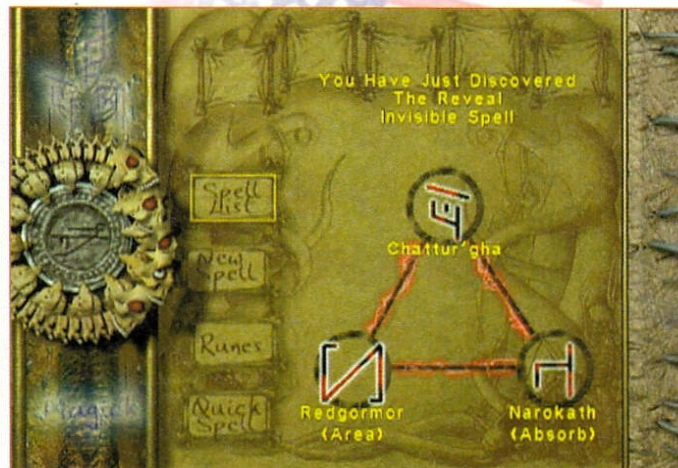 You Have Just Discovered
The Reveal
Invisible Spell
Spell
List
New
Spell
Runes
Quick
Spell
Magick
Chattur'gha
Redgormor
(Area)
Narokath
(Absorb)